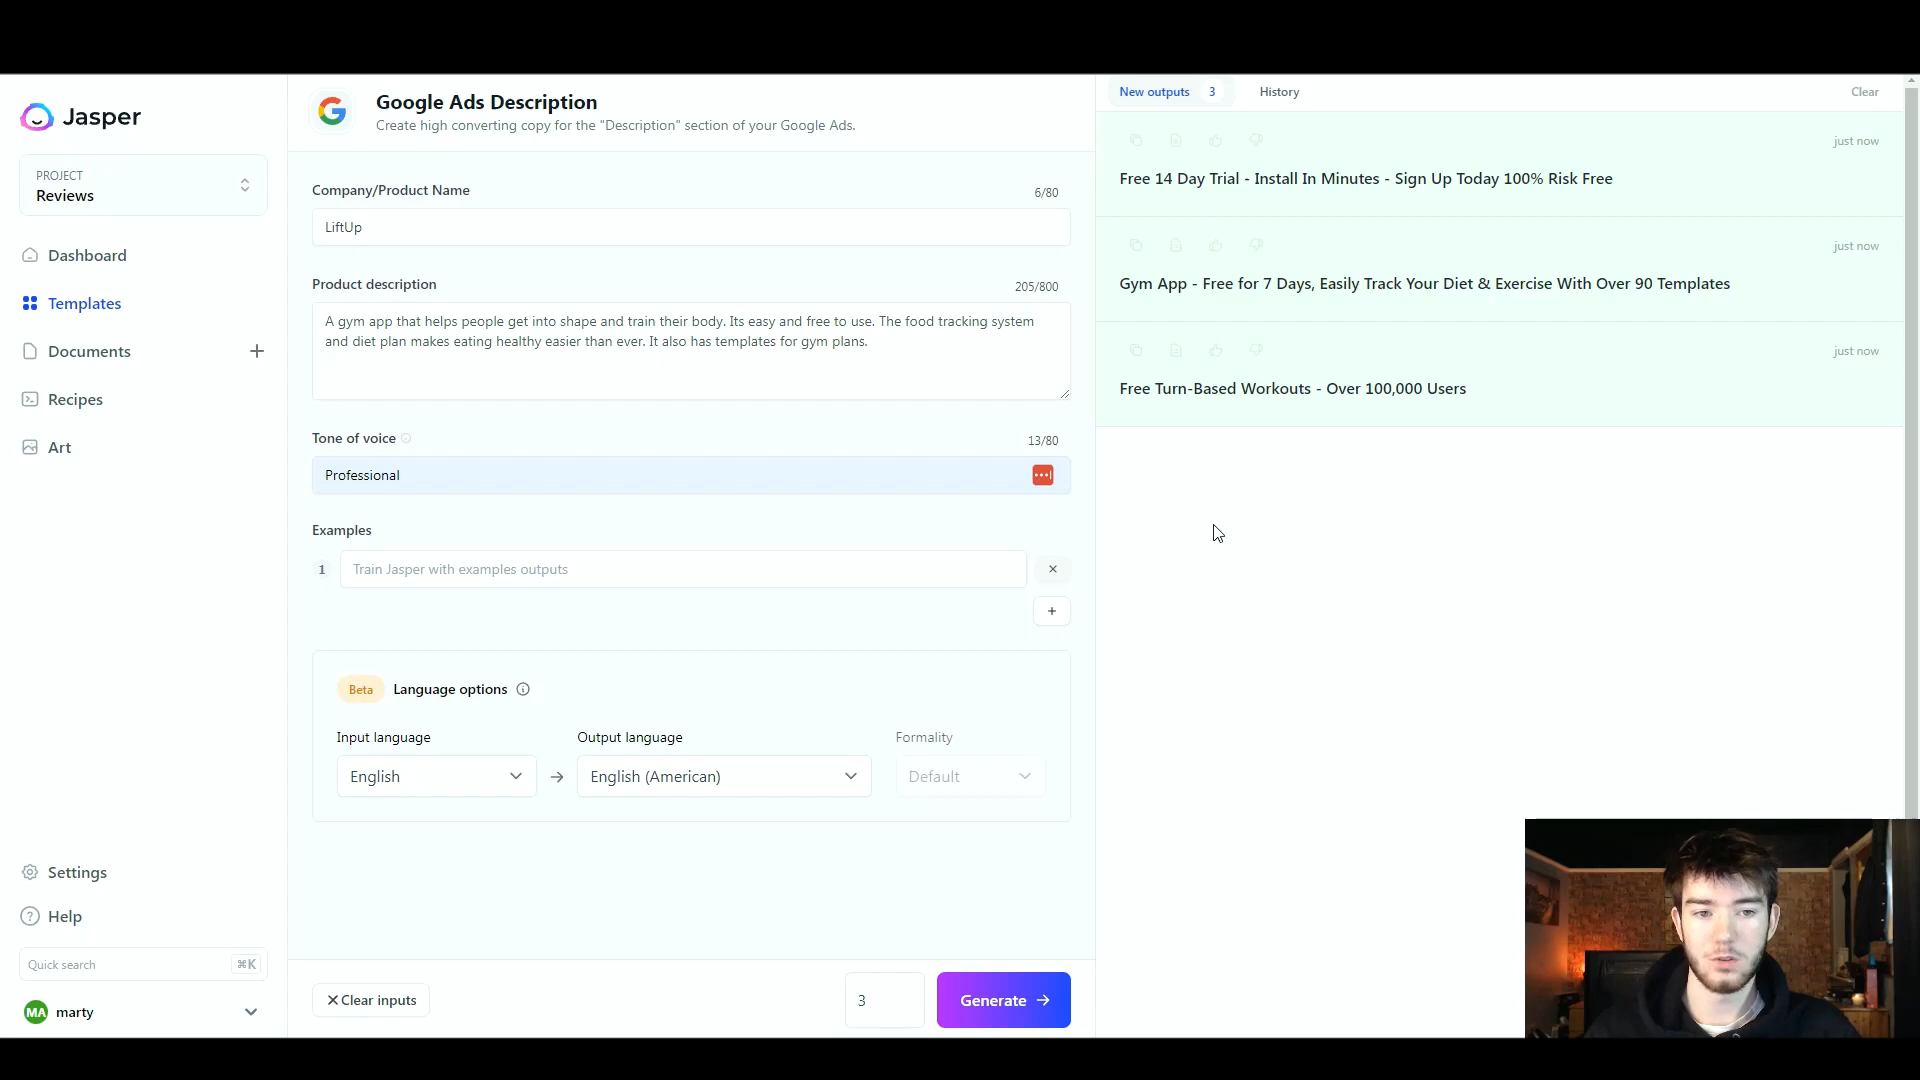 Jasper
PROJECT
Reviews
Dashboard
Templates
Documents
Recipes
Art
Settings
Help
Quick search ⌘K
MA marty
Google Ads Description
Create high converting copy for the "Description" section of your Google Ads.
Company/Product Name 6/80
LiftUp
Product description 205/800
A gym app that helps people get into shape and train their body. Its easy and free to use. The food tracking system
and diet plan makes eating healthy easier than ever. It also has templates for gym plans.
Tone of voice 13/80
Professional
Examples
1 Train Jasper with examples outputs
Beta Language options
Input language Output language Formality
English → English (American) Default
Clear inputs 3 Generate →
New outputs 3 History Clear
just now
Free 14 Day Trial - Install In Minutes - Sign Up Today 100% Risk Free
just now
Gym App - Free for 7 Days, Easily Track Your Diet & Exercise With Over 90 Templates
just now
Free Turn-Based Workouts - Over 100,000 Users